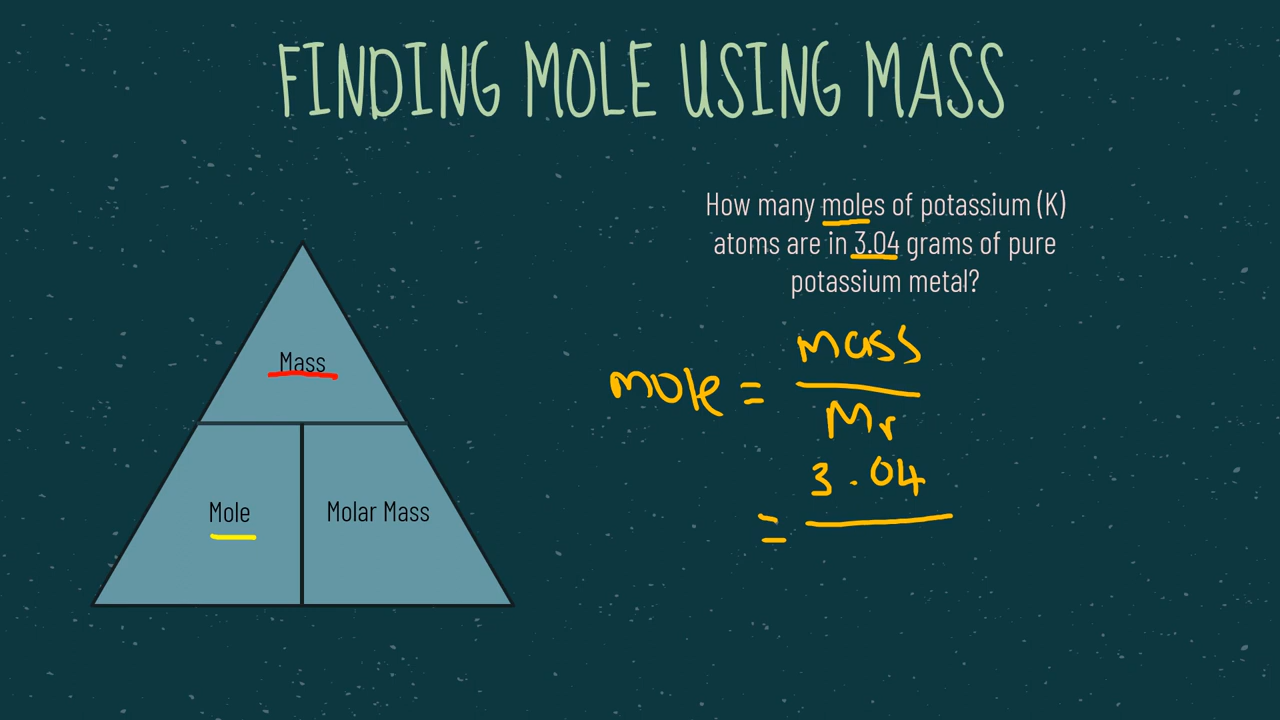 FINDING MOLE USING MASS
How many moles of potassium (K)
atoms are in 3.04 grams of pure
potassium metal?
Mass
Mole
Molar Mass
mole = mass
Mr
= 3.04